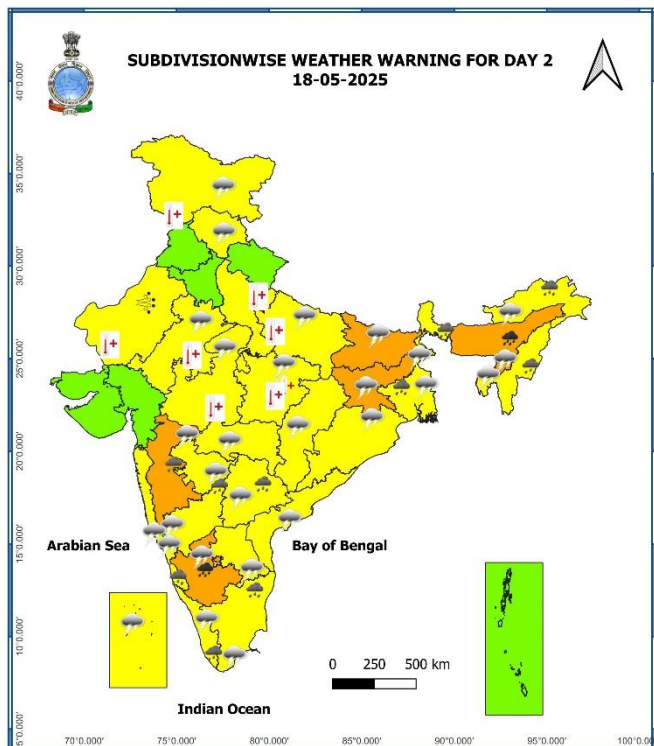 SUBDIVISIONWISE WEATHER WARNING FOR DAY 2
18-05-2025
40°0.000'
35°0.000'
30°0.000'
25°0.000'
20°0.000'
15°0.000'
10°0.000'
5°0.000'
Arabian Sea
Bay of Bengal
0 250 500 km
Indian Ocean
70°0.000' 75°0.000' 80°0.000' 85°0.000' 90°0.000' 95°0.000' 100°0.0